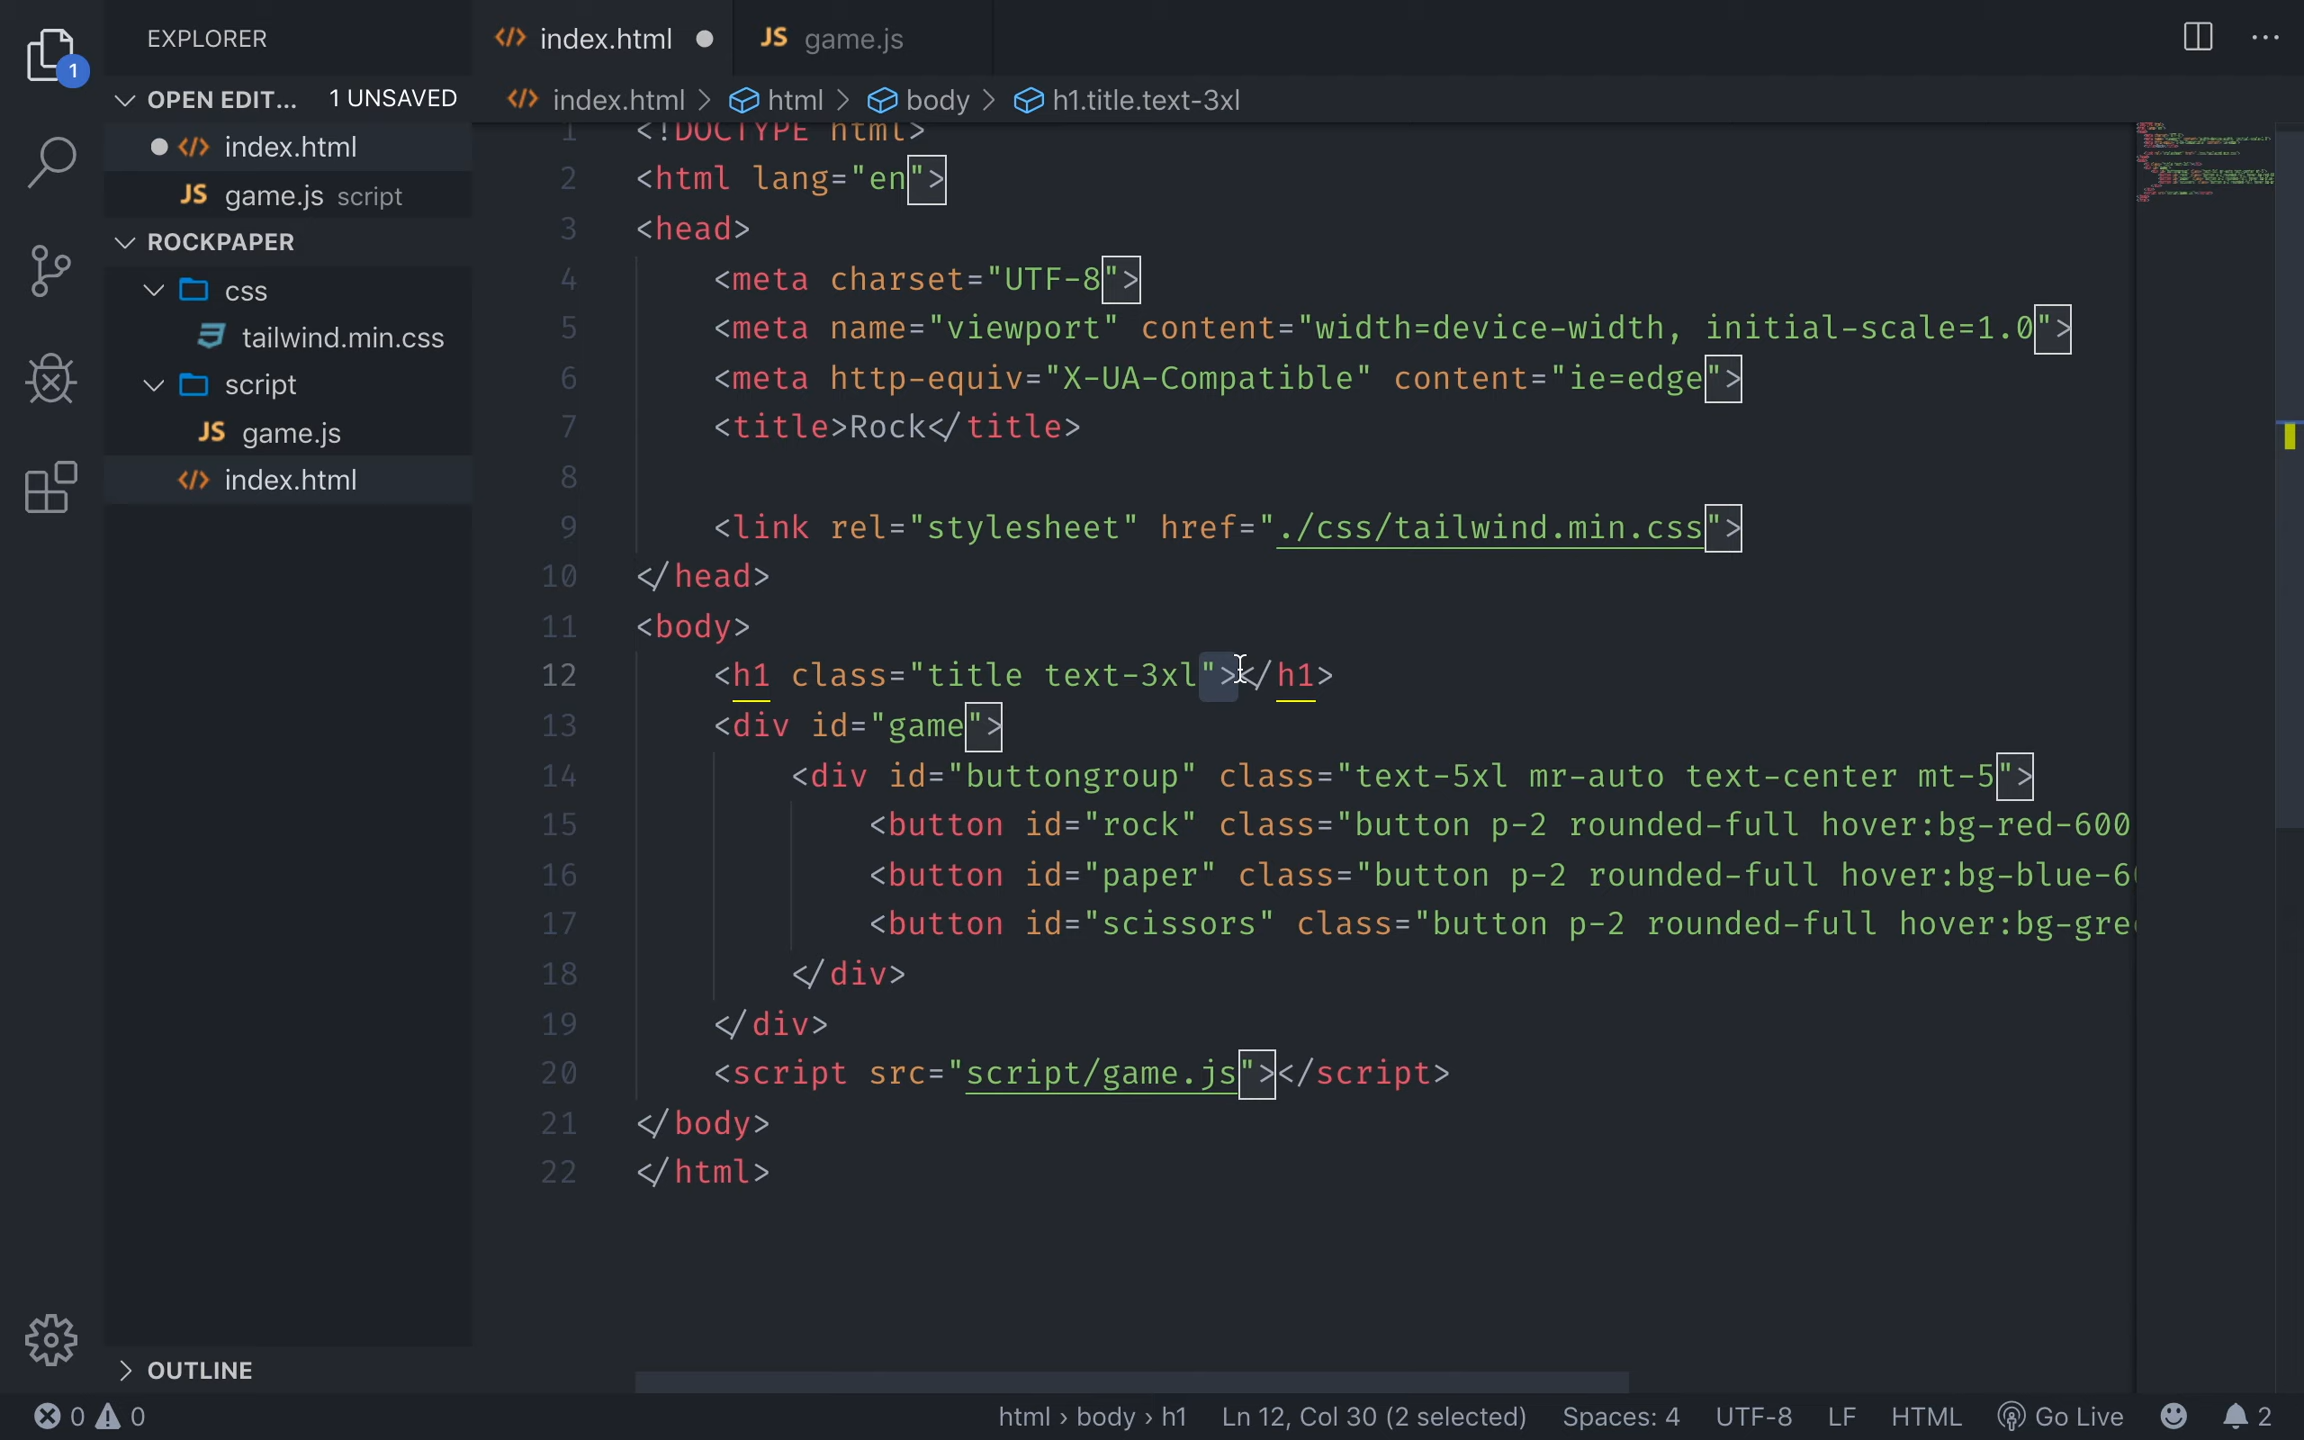 EXPLORER
index.html
JS game.js
1
OPEN EDIT... 1 UNSAVED
index.html > html > body > h1.title.text-3xl
index.html
JS game.js script
ROCKPAPER
css
tailwind.min.css
script
JS game.js
index.html
1 <!DOCTYPE html>
2 <html lang="en">
3 <head>
4 <meta charset="UTF-8">
5 <meta name="viewport" content="width=device-width, initial-scale=1.0">
6 <meta http-equiv="X-UA-Compatible" content="ie=edge">
7 <title>Rock</title>
8
9 <link rel="stylesheet" href="./css/tailwind.min.css">
10 </head>
11 <body>
12 <h1 class="title text-3xl"></h1>
13 <div id="game">
14 <div id="buttongroup" class="text-5xl mr-auto text-center mt-5">
15 <button id="rock" class="button p-2 rounded-full hover:bg-red-600
16 <button id="paper" class="button p-2 rounded-full hover:bg-blue-6
17 <button id="scissors" class="button p-2 rounded-full hover:bg-gre
18 </div>
19 </div>
20 <script src="script/game.js"></script>
21 </body>
22 </html>
OUTLINE
0 0
html › body › h1 Ln 12, Col 30 (2 selected) Spaces: 4 UTF-8 LF HTML Go Live 2